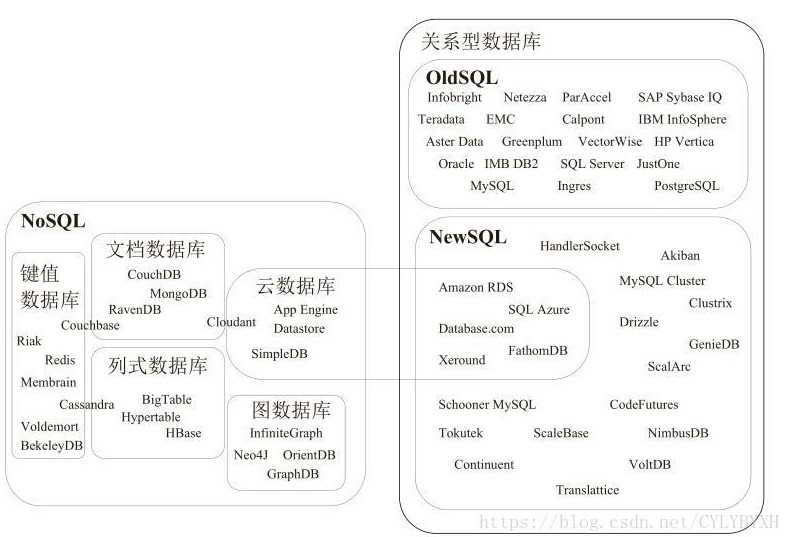 关系型数据库
OldSQL
Infobright Netezza ParAccel SAP Sybase IQ
Teradata EMC Calpont IBM InfoSphere
Aster Data Greenplum VectorWise HP Vertica
Oracle IMB DB2 SQL Server JustOne
MySQL Ingres PostgreSQL
NoSQL
键值
数据库
Riak
Redis
Membrain
Voldemort
BekeleyDB
文档数据库
CouchDB
MongoDB
RavenDB
Couchbase
Cloudant
列式数据库
BigTable
Cassandra
Hypertable
HBase
云数据库
App Engine
Datastore
SimpleDB
图数据库
InfiniteGraph
Neo4J OrientDB
GraphDB
NewSQL
HandlerSocket
Akiban
Amazon RDS
MySQL Cluster
SQL Azure
Clustrix
Database.com
Drizzle
FathomDB
GenieDB
Xeround
ScalArc
Schooner MySQL CodeFutures
Tokutek ScaleBase NimbusDB
Continuent VoltDB
Translattice
https://blog.csdn.net/CYLYBYXH